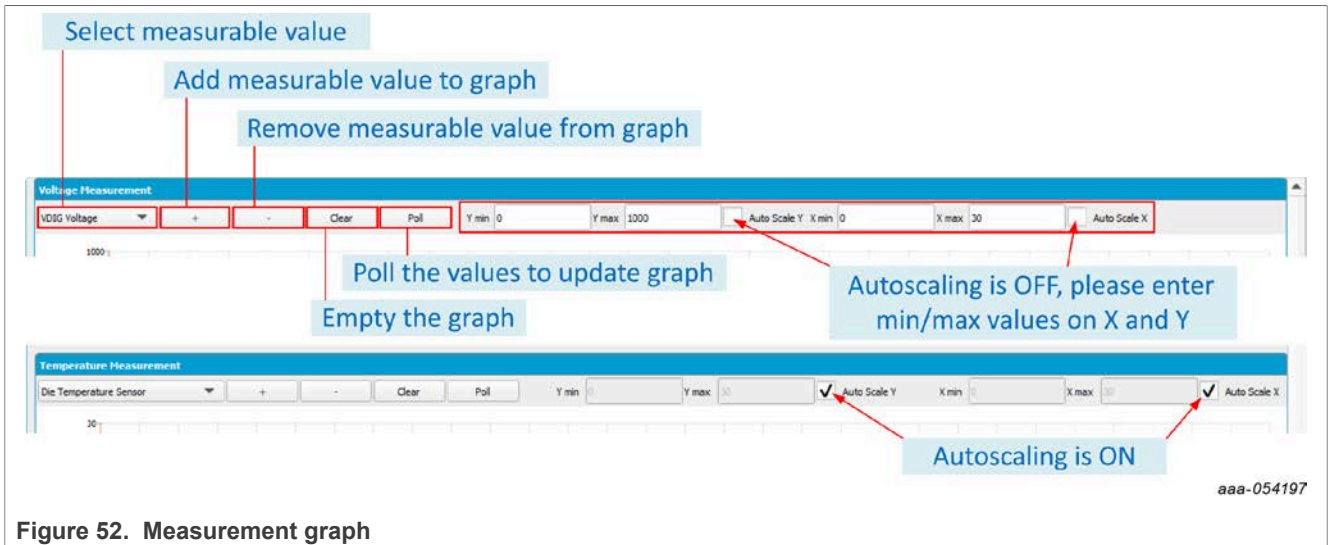 Select measurable value
Add measurable value to graph
Remove measurable value from graph
Voltage Measurement
VDIG Voltage + - Clear Poll Y min 0 Y max 1000 Auto Scale Y X min 0 X max 30 Auto Scale X
1000
Poll the values to update graph
Autoscaling is OFF, please enter
min/max values on X and Y
Empty the graph
Temperature Measurement
Die Temperature Sensor + - Clear Poll Y min 0 Y max 30 Auto Scale Y X min 0 X max 30 Auto Scale X
30
Autoscaling is ON
aaa-054197
Figure 52. Measurement graph